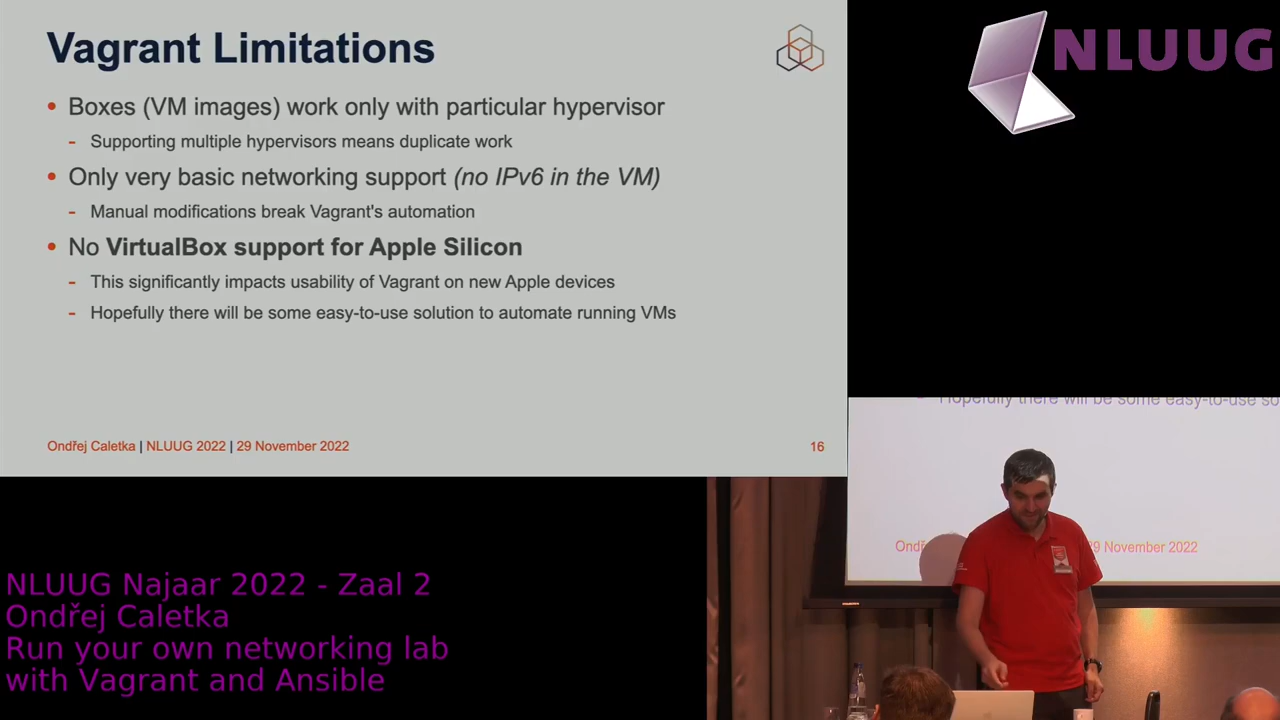 Vagrant Limitations
• Boxes (VM images) work only with particular hypervisor
- Supporting multiple hypervisors means duplicate work
• Only very basic networking support (no IPv6 in the VM)
- Manual modifications break Vagrant's automation
• No VirtualBox support for Apple Silicon
- This significantly impacts usability of Vagrant on new Apple devices
- Hopefully there will be some easy-to-use solution to automate running VMs
Ondřej Caletka | NLUUG 2022 | 29 November 2022
16
NLUUG
Hopefully there will be some easy-to-use so
Ondř
29 November 2022
NLUUG Najaar 2022 - Zaal 2
Ondřej Caletka
Run your own networking lab
with Vagrant and Ansible